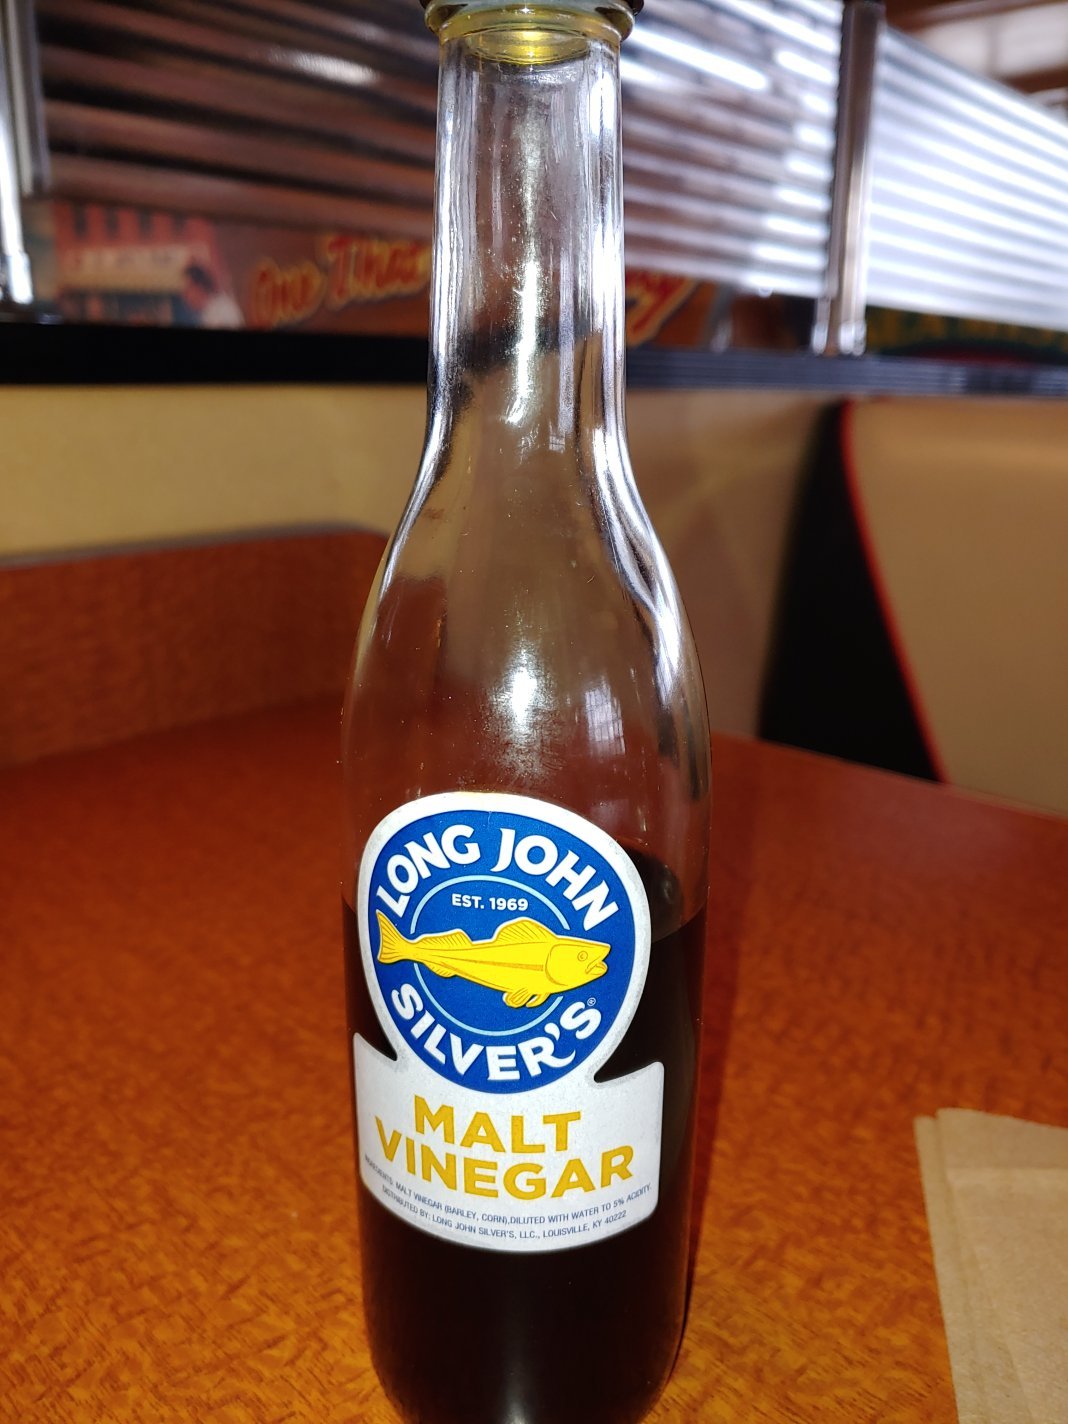 One
LONG JOHN
EST. 1969
SILVER'S®
MALT
VINEGAR
INGREDIENTS: MALT VINEGAR (BARLEY, CORN),DILUTED WITH WATER TO 5% ACIDITY.
DISTRIBUTED BY: LONG JOHN SILVER'S, LLC., LOUISVILLE, KY 40222